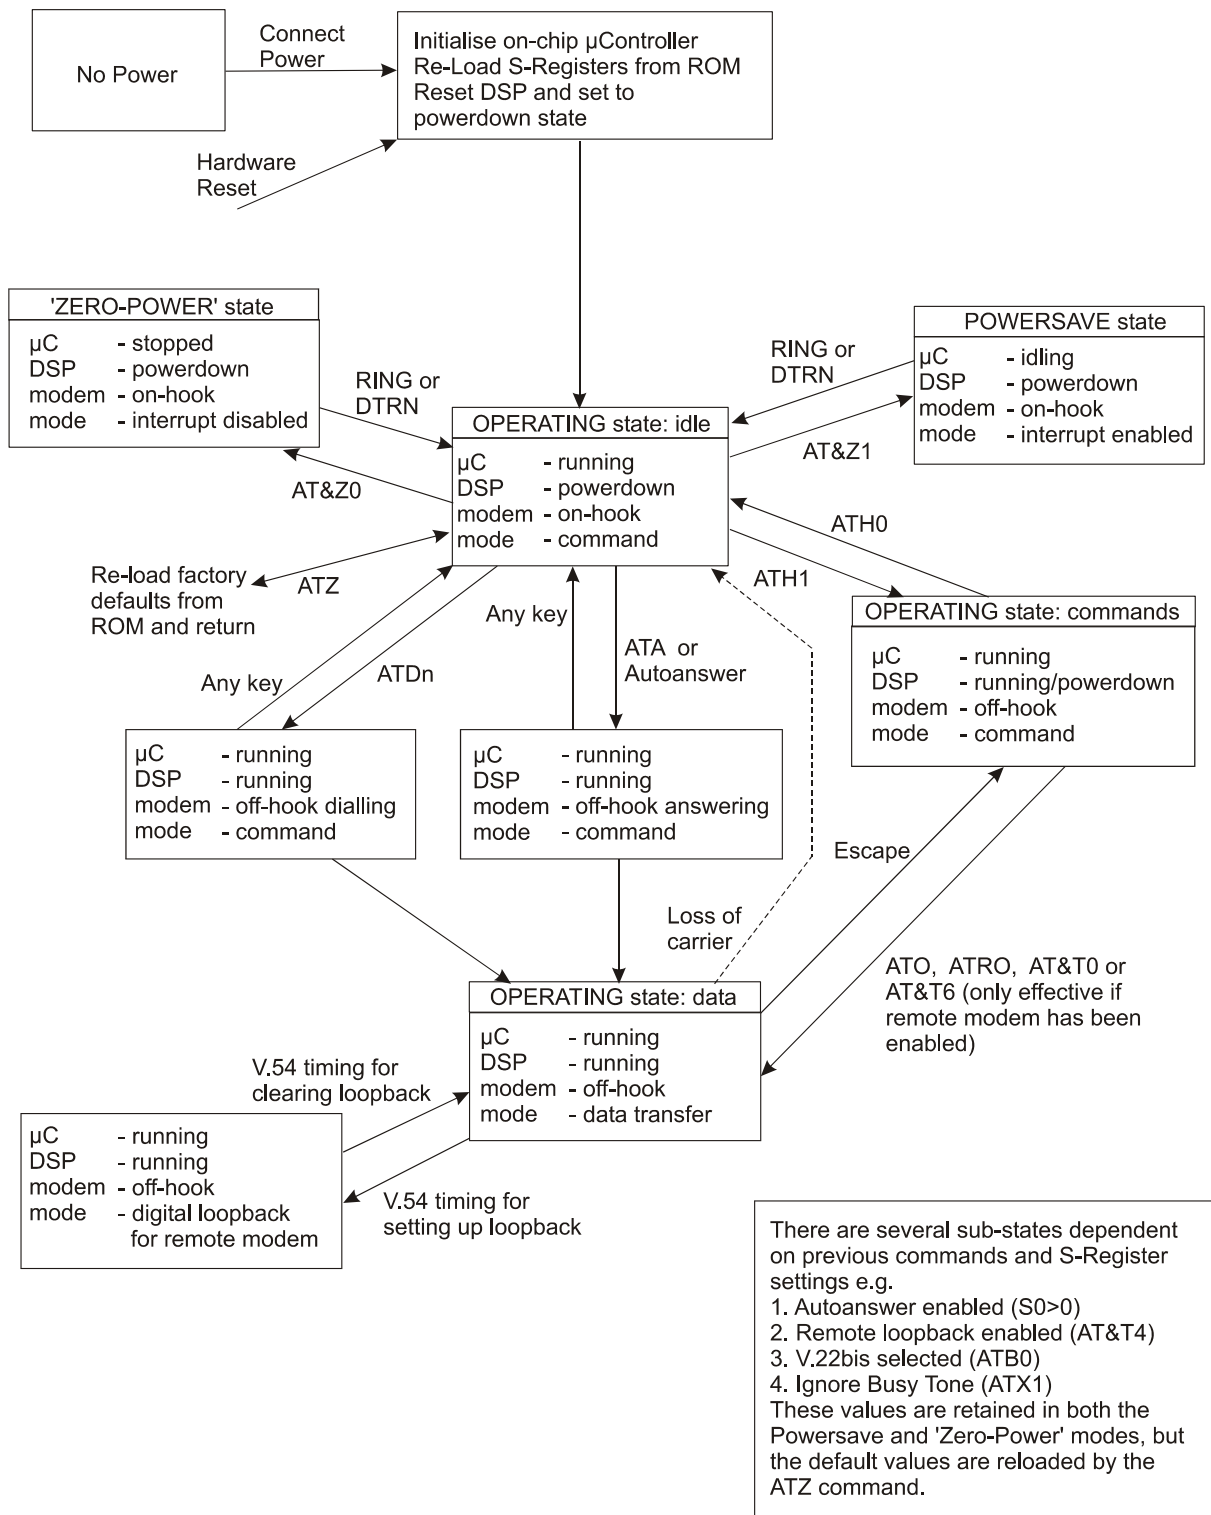 No Power
Connect
Power
Initialise on-chip µController
Re-Load S-Registers from ROM
Reset DSP and set to
powerdown state
Hardware
Reset
'ZERO-POWER' state
µC - stopped
DSP - powerdown
modem - on-hook
mode - interrupt disabled
RING or
DTRN
AT&Z0
POWERSAVE state
µC - idling
DSP - powerdown
modem - on-hook
mode - interrupt enabled
RING or
DTRN
AT&Z1
OPERATING state: idle
µC - running
DSP - powerdown
modem - on-hook
mode - command
ATH0
ATH1
Re-load factory
defaults from
ROM and return
ATZ
Any key
ATDn
Any key
ATA or
Autoanswer
OPERATING state: commands
µC - running
DSP - running/powerdown
modem - off-hook
mode - command
µC - running
DSP - running
modem - off-hook dialling
mode - command
µC - running
DSP - running
modem - off-hook answering
mode - command
Escape
Loss of
carrier
ATO, ATRO, AT&T0 or
AT&T6 (only effective if
remote modem has been
enabled)
OPERATING state: data
µC - running
DSP - running
modem - off-hook
mode - data transfer
V.54 timing for
clearing loopback
µC - running
DSP - running
modem - off-hook
mode - digital loopback
for remote modem
V.54 timing for
setting up loopback
There are several sub-states dependent
on previous commands and S-Register
settings e.g.
1. Autoanswer enabled (S0>0)
2. Remote loopback enabled (AT&T4)
3. V.22bis selected (ATB0)
4. Ignore Busy Tone (ATX1)
These values are retained in both the
Powersave and 'Zero-Power' modes, but
the default values are reloaded by the
ATZ command.